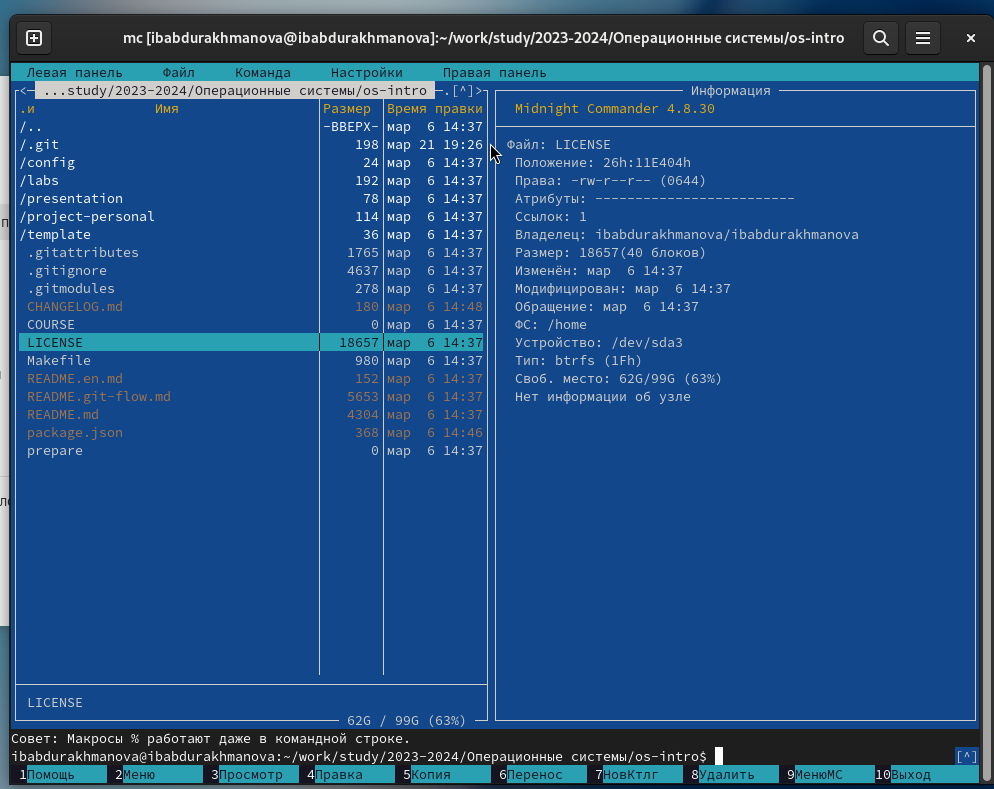 mc [ibabdurakhmanova@ibabdurakhmanova]:~/work/study/2023-2024/Операционные системы/os-intro
Левая панель Файл Команда Настройки Правая панель
<— ...study/2023-2024/Операционные системы/os-intro —.[^]>
.и Имя Размер Время правки
/.. -ВВЕРХ- мар 6 14:37
/.git 198 мар 21 19:26
/config 24 мар 6 14:37
/labs 192 мар 6 14:37
/presentation 78 мар 6 14:37
/project-personal 114 мар 6 14:37
/template 36 мар 6 14:37
.gitattributes 1765 мар 6 14:37
.gitignore 4637 мар 6 14:37
.gitmodules 278 мар 6 14:37
CHANGELOG.md 180 мар 6 14:48
COURSE 0 мар 6 14:37
LICENSE 18657 мар 6 14:37
Makefile 980 мар 6 14:37
README.en.md 152 мар 6 14:37
README.git-flow.md 5653 мар 6 14:37
README.md 4304 мар 6 14:37
package.json 368 мар 6 14:46
prepare 0 мар 6 14:37
LICENSE
62G / 99G (63%)
Информация
Midnight Commander 4.8.30
Файл: LICENSE
Положение: 26h:11E404h
Права: -rw-r--r-- (0644)
Атрибуты: -------------------------
Ссылок: 1
Владелец: ibabdurakhmanova/ibabdurakhmanova
Размер: 18657(40 блоков)
Изменён: мар 6 14:37
Модифицирован: мар 6 14:37
Обращение: мар 6 14:37
ФС: /home
Устройство: /dev/sda3
Тип: btrfs (1Fh)
Своб. место: 62G/99G (63%)
Нет информации об узле
Совет: Макросы % работают даже в командной строке.
ibabdurakhmanova@ibabdurakhmanova:~/work/study/2023-2024/Операционные системы/os-intro$ [^]
1Помощь 2Меню 3Просмотр 4Правка 5Копия 6Перенос 7НовКтлг 8Удалить 9МенюМС 10Выход